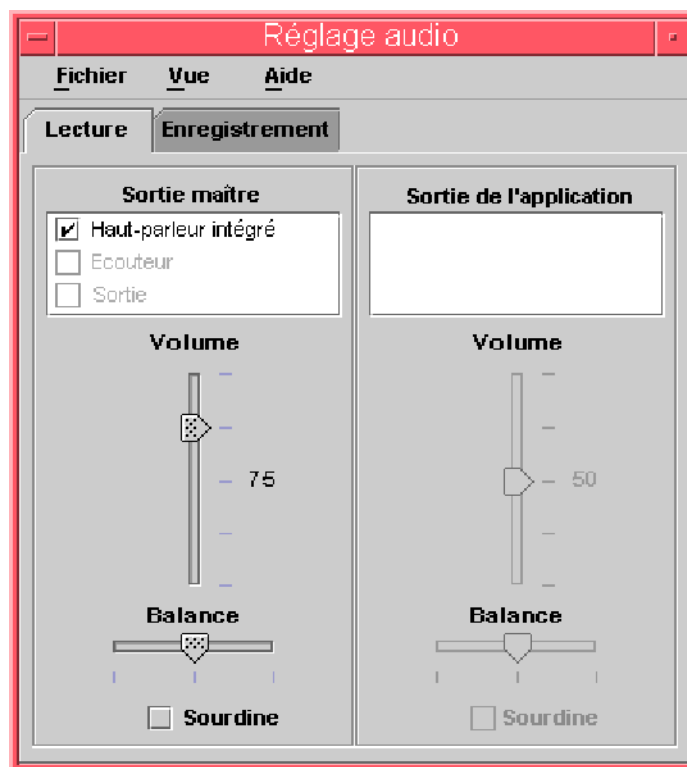 Réglage audio
Fichier Vue Aide
Lecture Enregistrement
Sortie maître
Haut-parleur intégré
Ecouteur
Sortie
Volume
75
Balance
Sourdine
Sortie de l'application
Volume
50
Balance
Sourdine